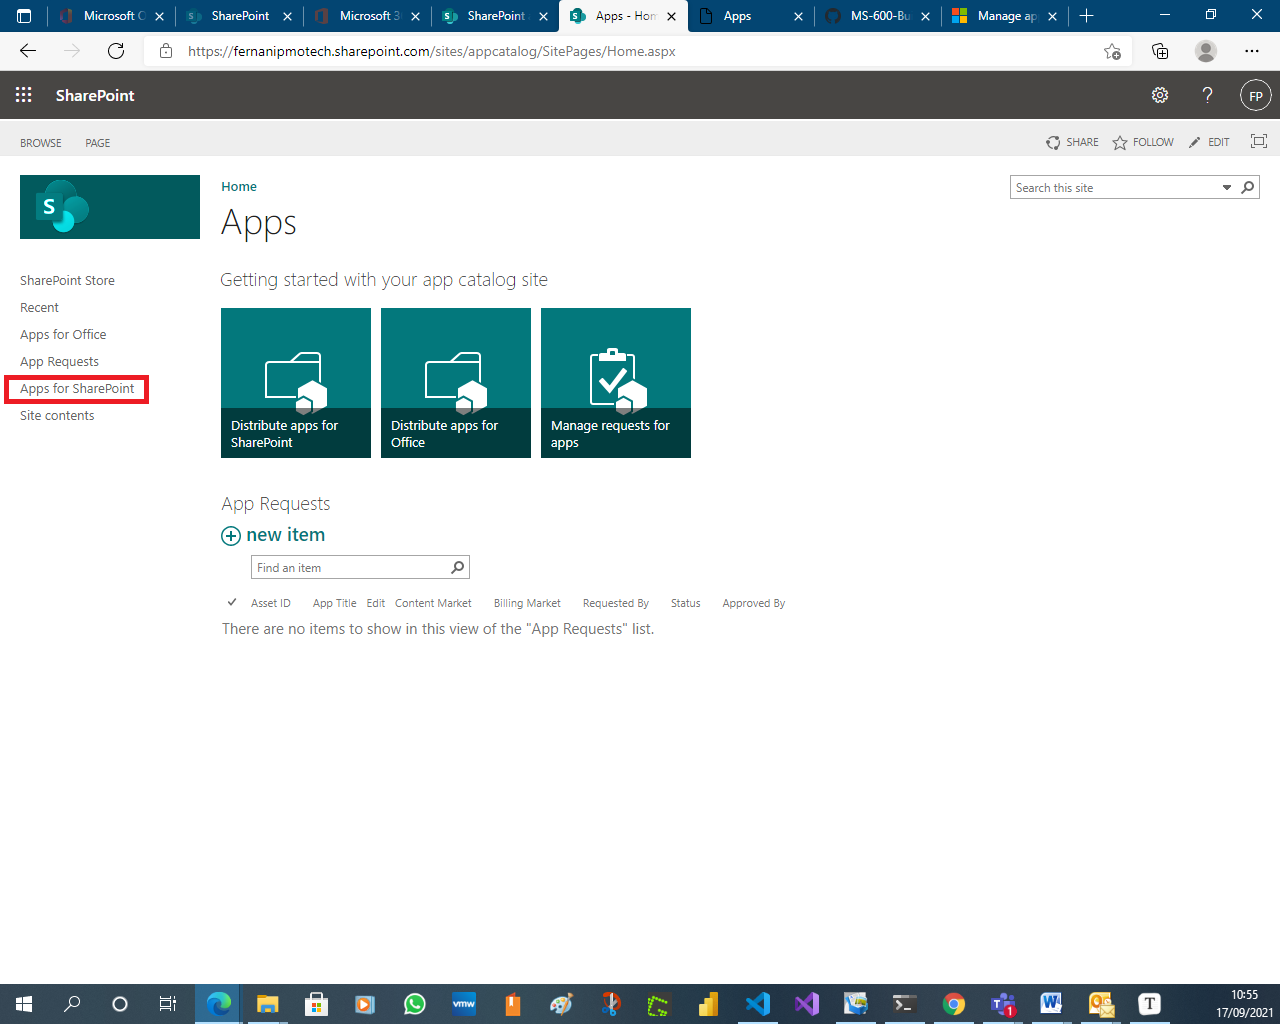 Microsoft O
SharePoint
Microsoft 3
SharePoint
Apps - Hom
Apps
MS-600-Bu
Manage ap
https://fernanipmotech.sharepoint.com/sites/appcatalog/SitePages/Home.aspx
SharePoint
?
FP
BROWSE
PAGE
SHARE
FOLLOW
EDIT
S
Home
Search this site
Apps
SharePoint Store
Recent
Apps for Office
App Requests
Apps for SharePoint
Site contents
Getting started with your app catalog site
Distribute apps for
SharePoint
Distribute apps for
Office
Manage requests for
apps
App Requests
new item
Find an item
Asset ID
App Title
Edit
Content Market
Billing Market
Requested By
Status
Approved By
There are no items to show in this view of the "App Requests" list.
vmw
1
W
T
10:55
17/09/2021